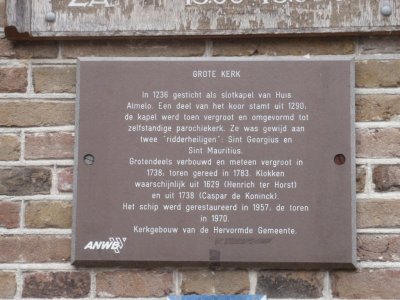 GROTE KERK
In 1236 gesticht als slotkapel van Huis
Almelo. Een deel van het koor stamt uit 1290;
de kapel werd toen vergroot en omgevormd tot
zelfstandige parochiekerk. Ze was gewijd aan
twee 'ridderheiligen': Sint Georgius en
Sint Mauritius.
Grotendeels verbouwd en meteen vergroot in
1738; toren gereed in 1783. Klokken
waarschijnlijk uit 1629 (Henrich ter Horst)
en uit 1738 (Caspar de Koninck).
Het schip werd gerestaureerd in 1957, de toren
in 1970.
Kerkgebouw van de Hervormde Gemeente.
ANWB